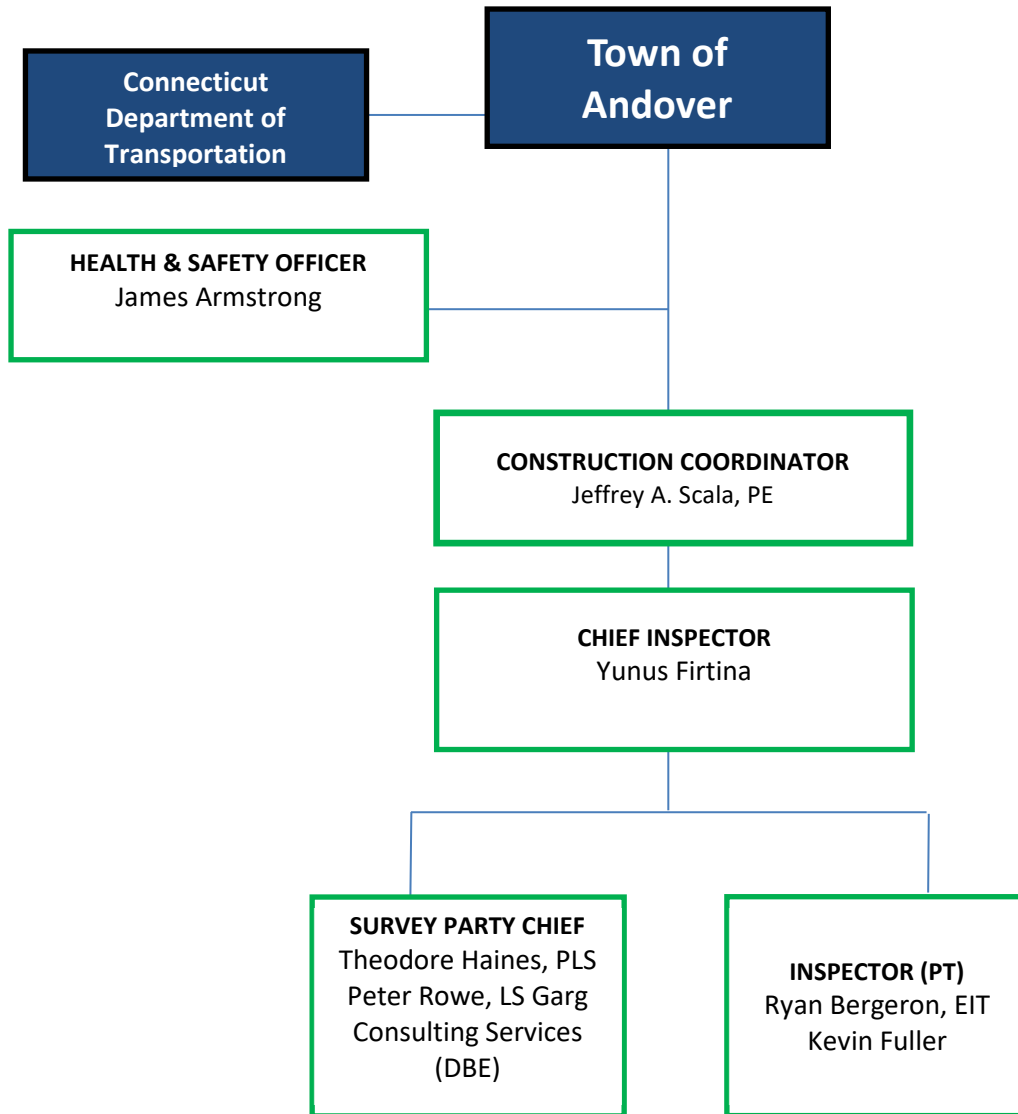 Connecticut
Department of
Transportation
Town of
Andover
HEALTH & SAFETY OFFICER
James Armstrong
CONSTRUCTION COORDINATOR
Jeffrey A. Scala, PE
CHIEF INSPECTOR
Yunus Firtina
SURVEY PARTY CHIEF
Theodore Haines, PLS
Peter Rowe, LS Garg
Consulting Services
(DBE)
INSPECTOR (PT)
Ryan Bergeron, EIT
Kevin Fuller